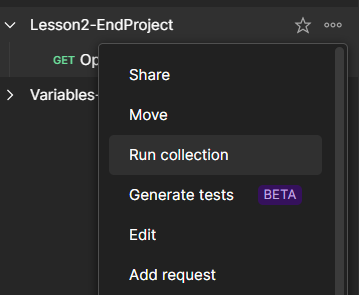 Lesson2-EndProject
GET Op
Variables-
Share
Move
Run collection
Generate tests BETA
Edit
Add request